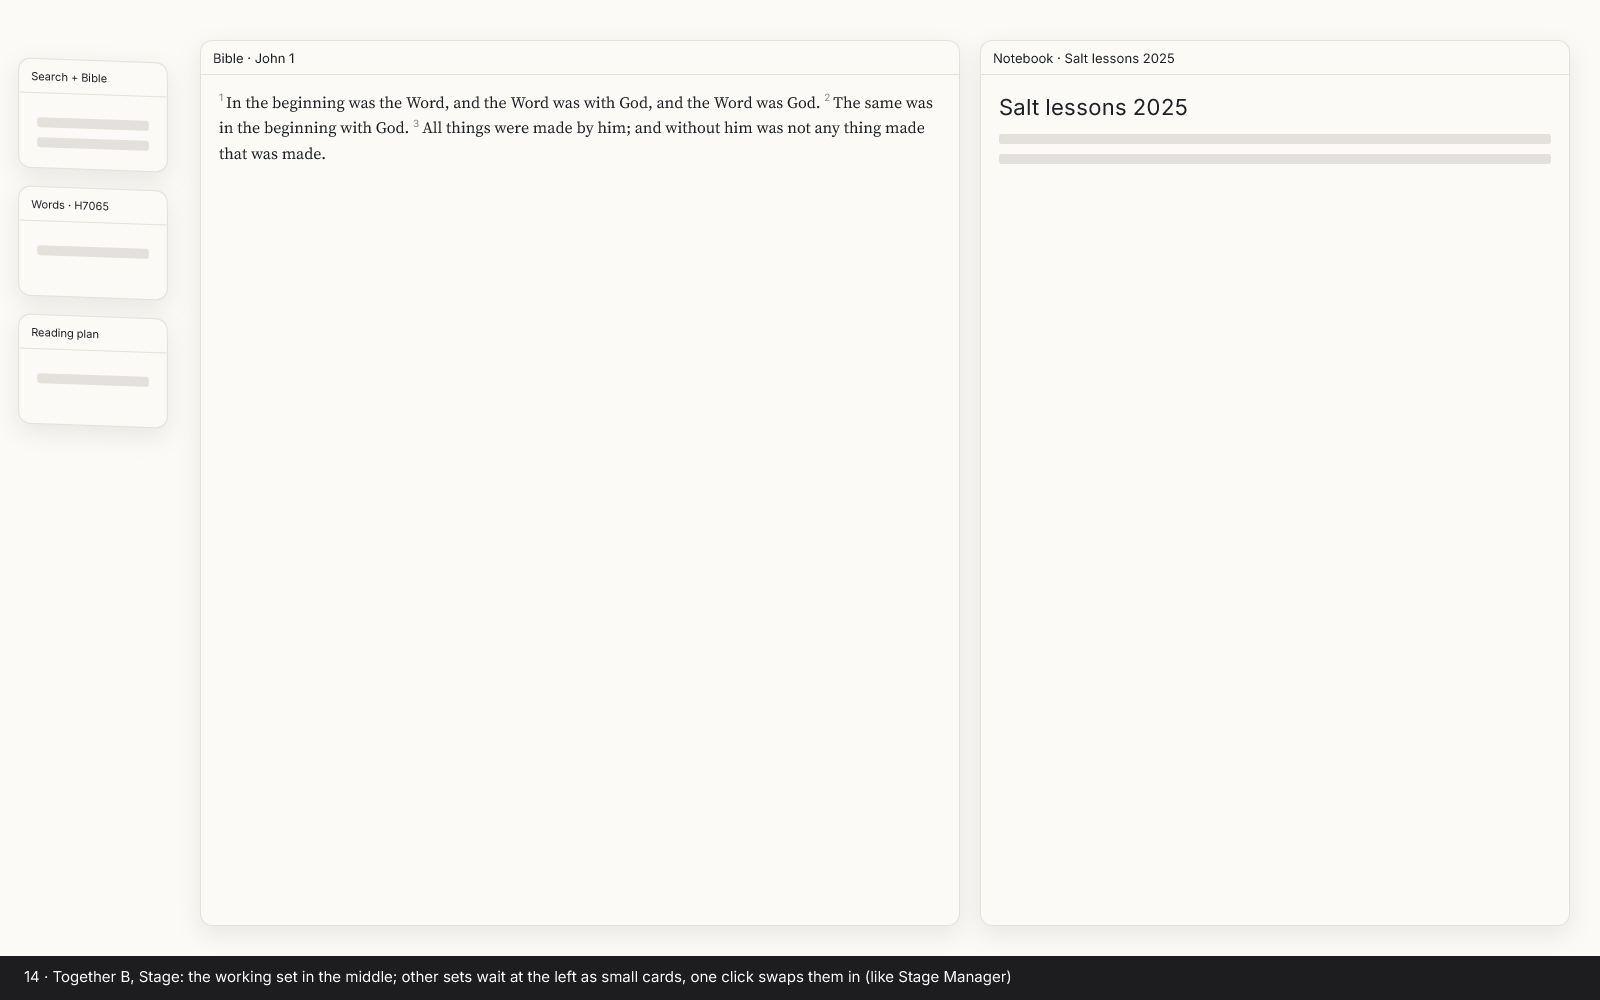 Search + Bible
Words · H7065
Reading plan
Bible · John 1
1 In the beginning was the Word, and the Word was with God, and the Word was God. 2 The same was
in the beginning with God. 3 All things were made by him; and without him was not any thing made
that was made.
Notebook · Salt lessons 2025
Salt lessons 2025
14 · Together B, Stage: the working set in the middle; other sets wait at the left as small cards, one click swaps them in (like Stage Manager)